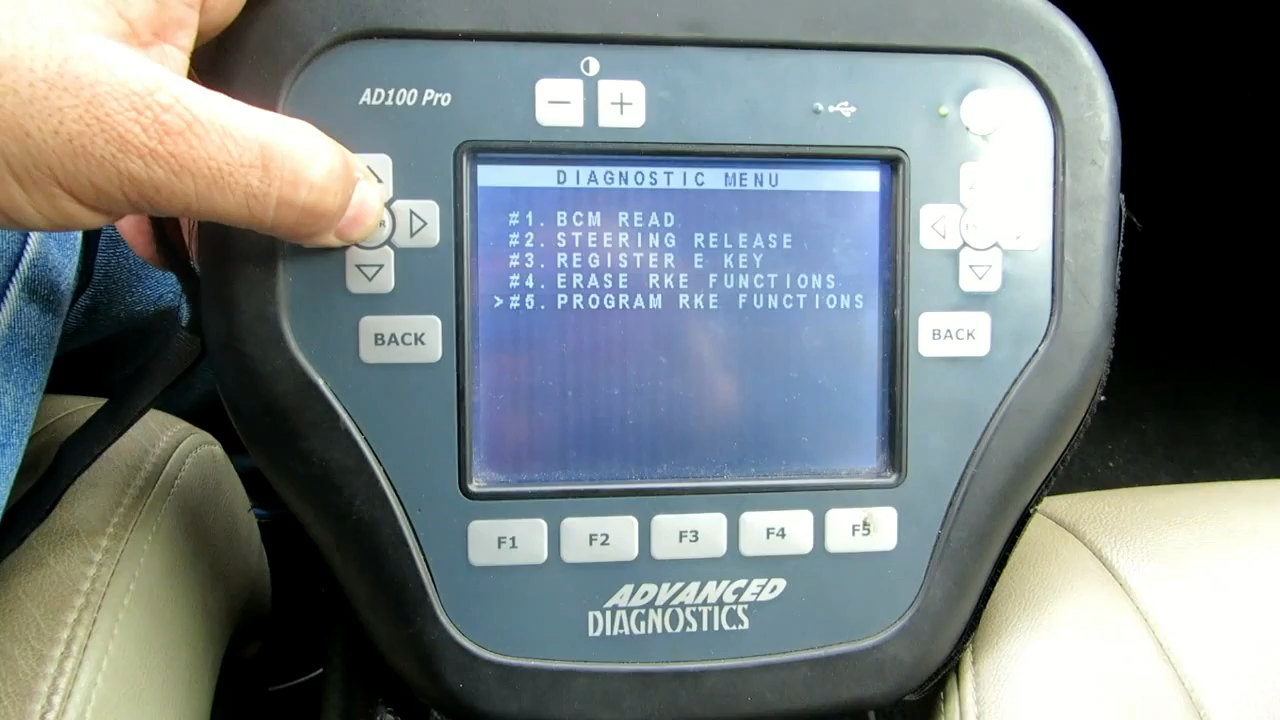 AD100 Pro
DIAGNOSTIC MENU
#1. BCM READ
#2. STEERING RELEASE
#3. REGISTER E KEY
#4. ERASE RKE FUNCTIONS
>#5. PROGRAM RKE FUNCTIONS
BACK
BACK
F1 F2 F3 F4 F5
ADVANCED
DIAGNOSTICS